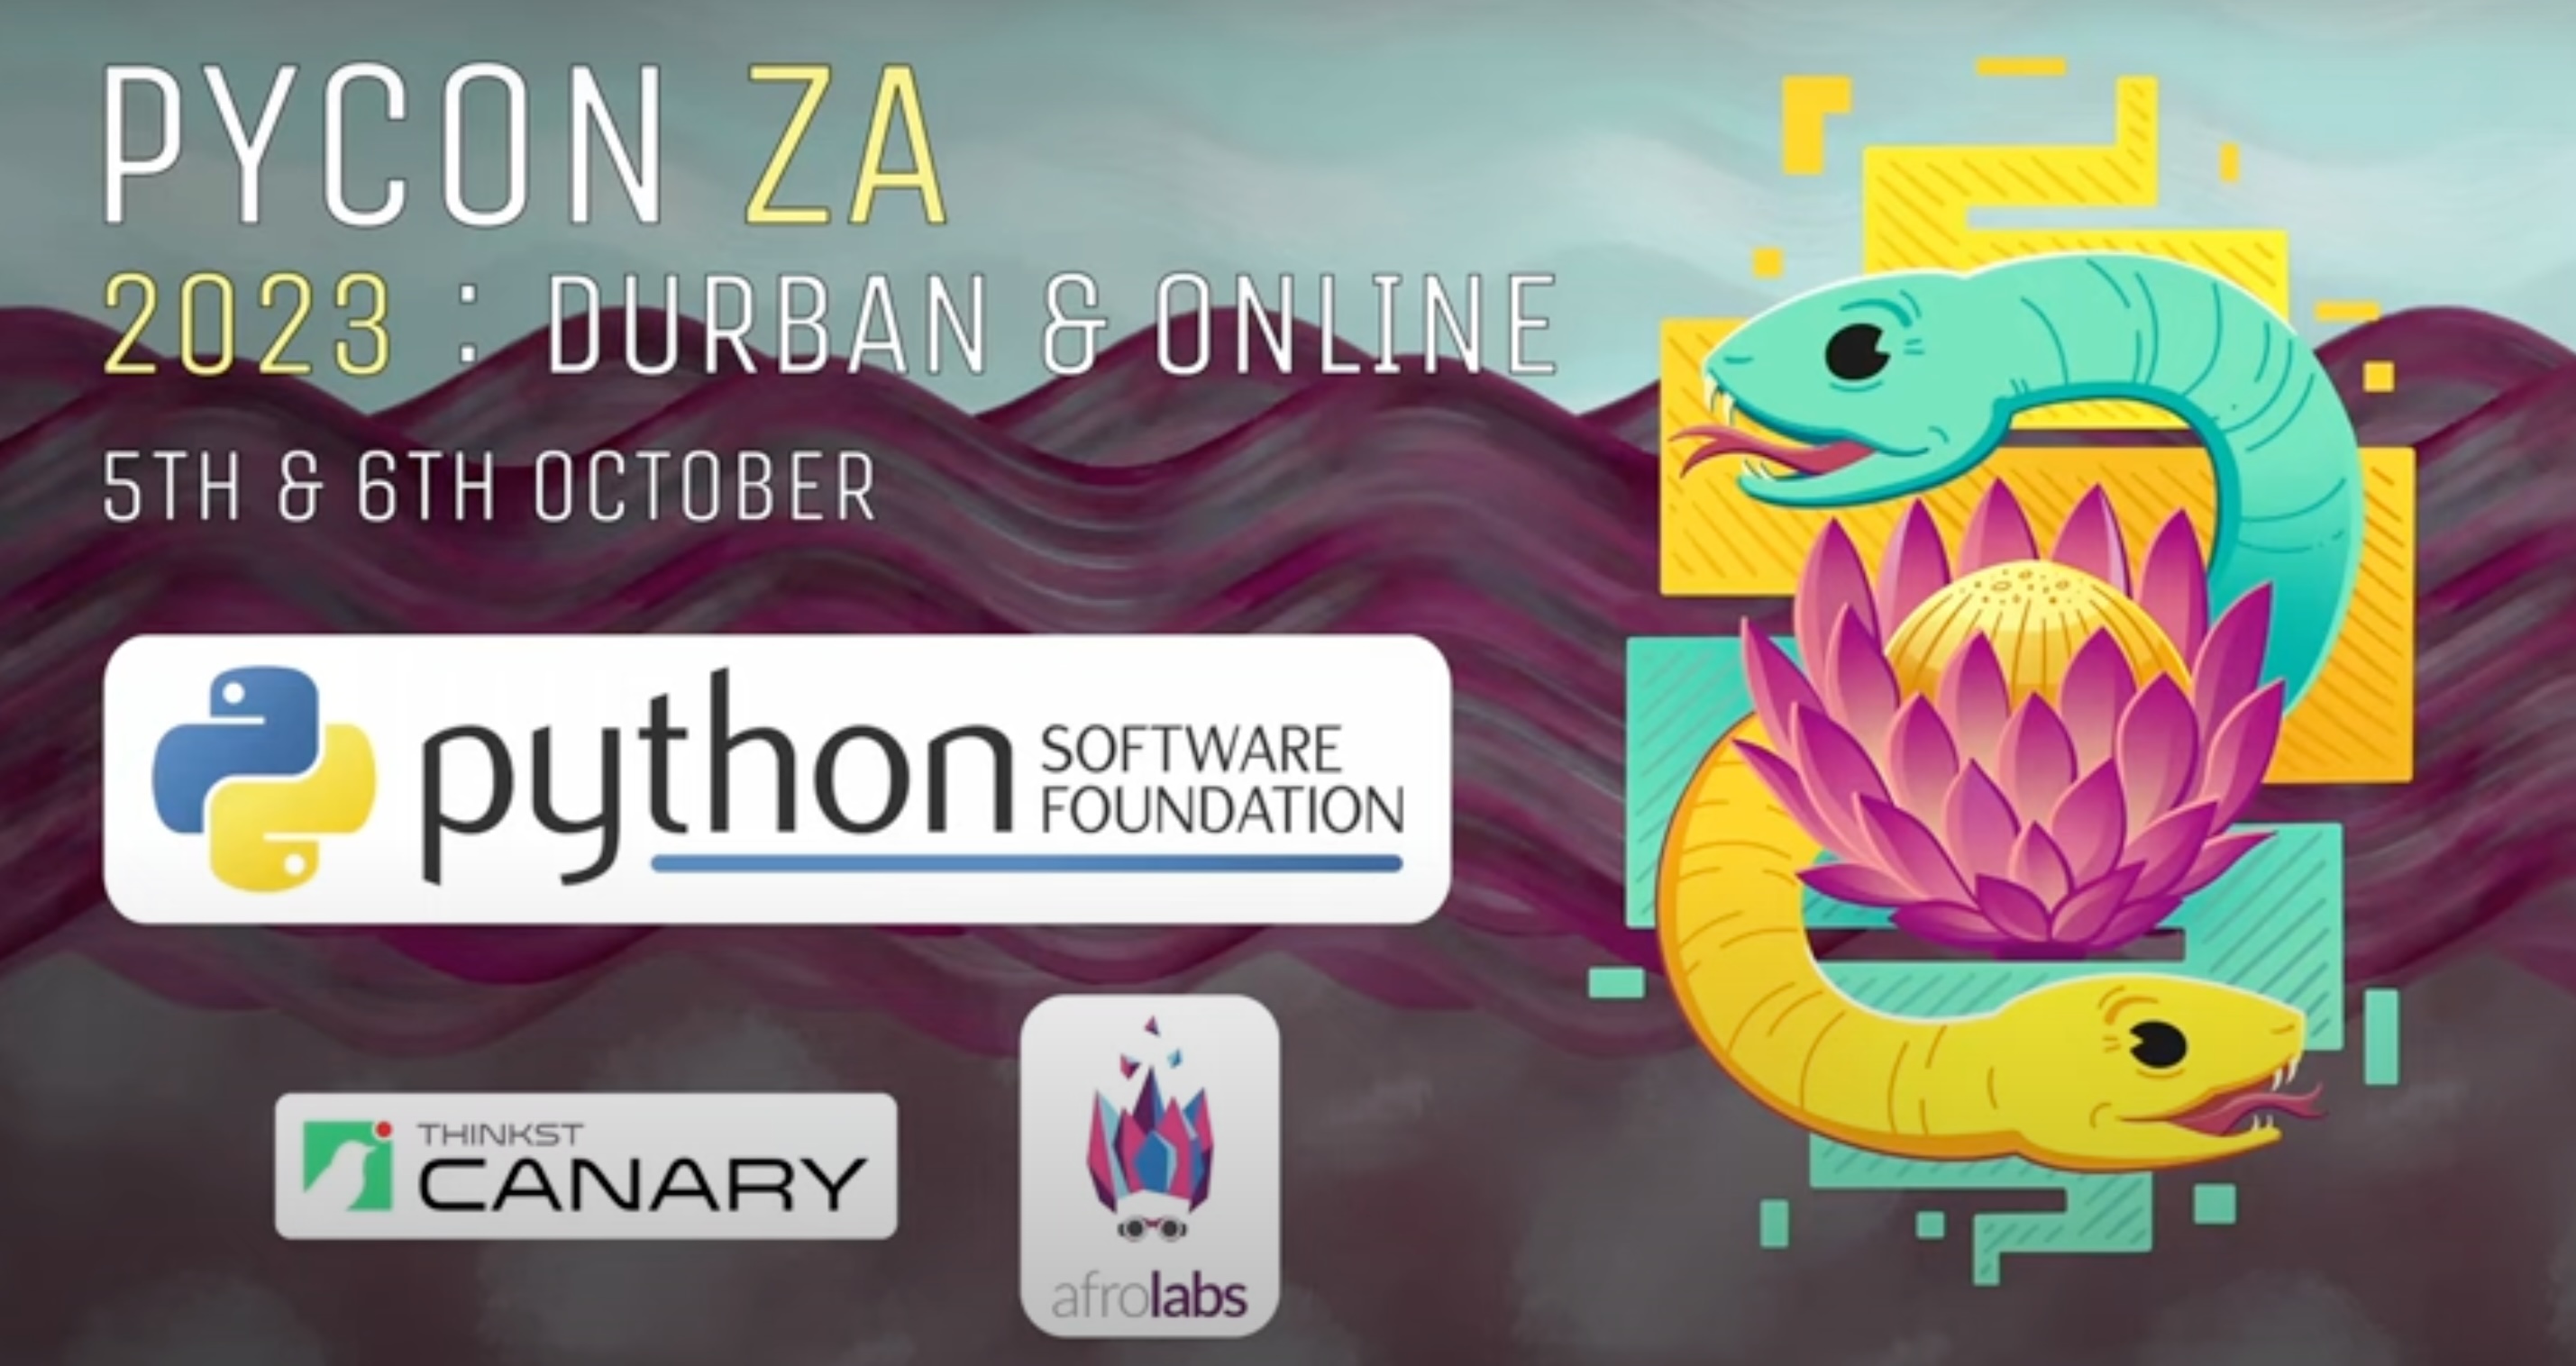 PYCON ZA
2023 : DURBAN & ONLINE
5TH & 6TH OCTOBER
python SOFTWARE
FOUNDATION
THINKST
CANARY
afrolabs